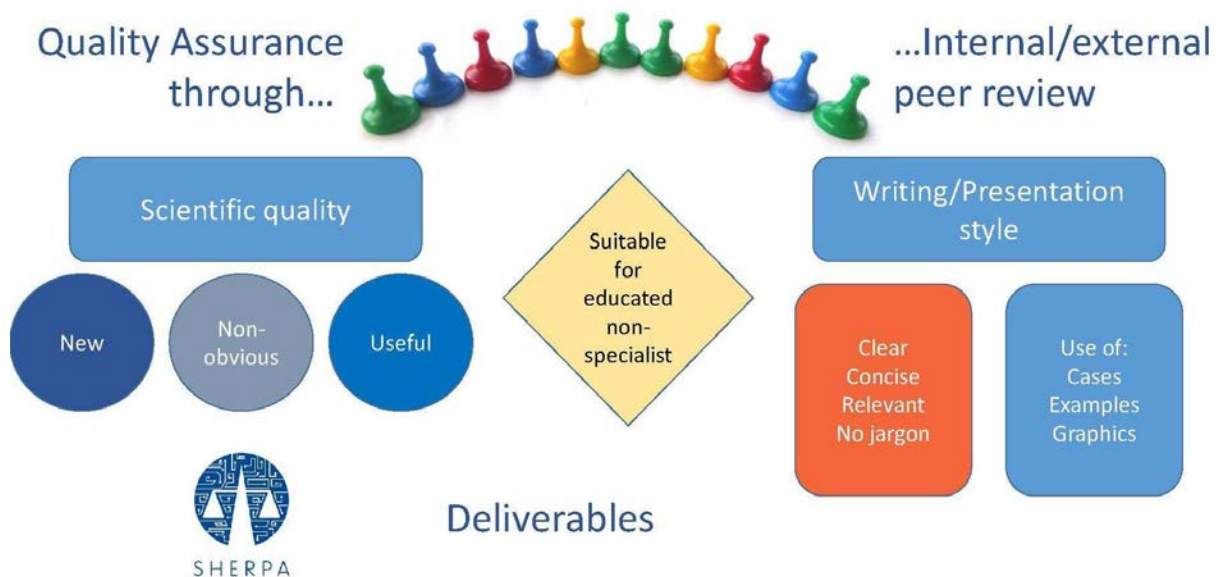 Quality Assurance
through...
...Internal/external
peer review
Scientific quality
New
Non-
obvious
Useful
Suitable
for
educated
non-
specialist
Writing/Presentation
style
Clear
Concise
Relevant
No jargon
Use of:
Cases
Examples
Graphics
SHERPA
Deliverables